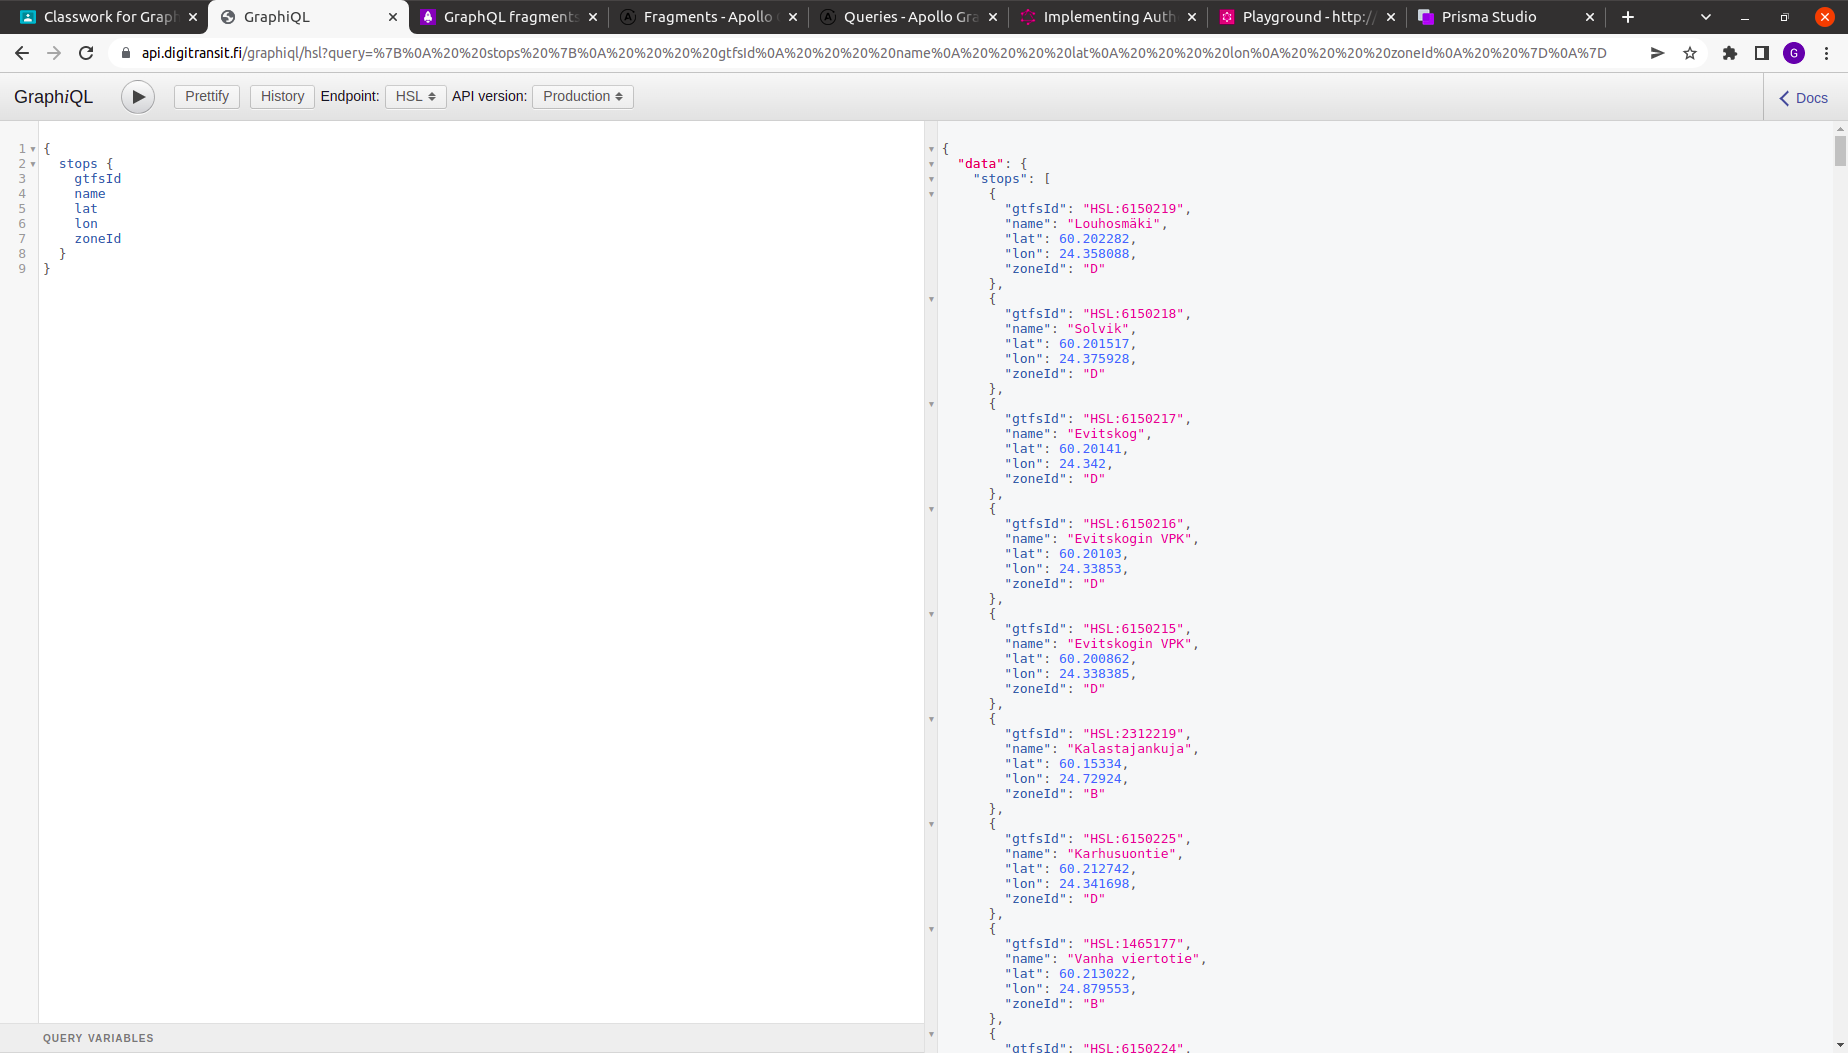 Classwork for Graph
GraphiQL
GraphQL fragments
Fragments - Apollo
Queries - Apollo Gra
Implementing Auth
Playground - http://
Prisma Studio
api.digitransit.fi/graphiql/hsl?query=%7B%0A%20%20stops%20%7B%0A%20%20%20%20gtfsId%0A%20%20%20%20name%0A%20%20%20%20lat%0A%20%20%20%20lon%0A%20%20%20%20zoneId%0A%20%20%7D%0A%7D
G
GraphiQL
Prettify
History
Endpoint:
HSL
API version:
Production
Docs
1 {
2 stops {
3 gtfsId
4 name
5 lat
6 lon
7 zoneId
8 }
9 }
QUERY VARIABLES
{
"data": {
"stops": [
{
"gtfsId": "HSL:6150219",
"name": "Louhosmäki",
"lat": 60.202282,
"lon": 24.358088,
"zoneId": "D"
},
{
"gtfsId": "HSL:6150218",
"name": "Solvik",
"lat": 60.201517,
"lon": 24.375928,
"zoneId": "D"
},
{
"gtfsId": "HSL:6150217",
"name": "Evitskog",
"lat": 60.20141,
"lon": 24.342,
"zoneId": "D"
},
{
"gtfsId": "HSL:6150216",
"name": "Evitskogin VPK",
"lat": 60.20103,
"lon": 24.33853,
"zoneId": "D"
},
{
"gtfsId": "HSL:6150215",
"name": "Evitskogin VPK",
"lat": 60.200862,
"lon": 24.338385,
"zoneId": "D"
},
{
"gtfsId": "HSL:2312219",
"name": "Kalastajankuja",
"lat": 60.15334,
"lon": 24.72924,
"zoneId": "B"
},
{
"gtfsId": "HSL:6150225",
"name": "Karhusuontie",
"lat": 60.212742,
"lon": 24.341698,
"zoneId": "D"
},
{
"gtfsId": "HSL:1465177",
"name": "Vanha viertotie",
"lat": 60.213022,
"lon": 24.879553,
"zoneId": "B"
},
{
"gtfsId": "HSL:6150224",